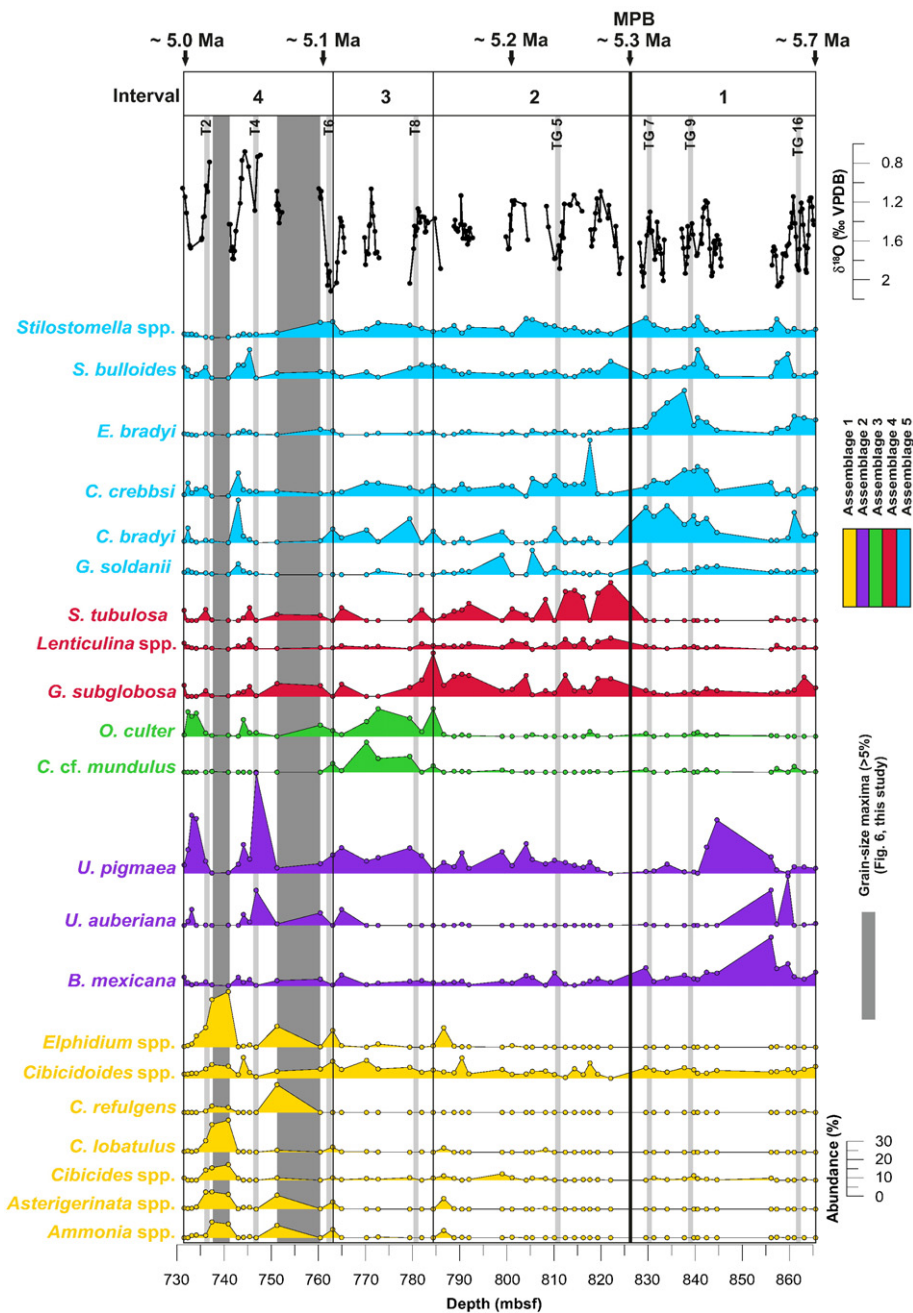 MPB
~ 5.0 Ma ~ 5.1 Ma ~ 5.2 Ma ~ 5.3 Ma ~ 5.7 Ma
Interval 4 3 2 1
T2 T4 T6 T8 TG 5 TG 7 TG 9 TG 16
0.8
1.2
1.6
2
δ¹⁸O (‰ VPDB)
Stilostomella spp.
S. bulloides
E. bradyi
C. crebbsi
C. bradyi
G. soldanii
S. tubulosa
Lenticulina spp.
G. subglobosa
O. culter
C. cf. mundulus
U. pigmaea
U. auberiana
B. mexicana
Elphidium spp.
Cibicidoides spp.
C. refulgens
C. lobatulus
Cibicides spp.
Asterigerinata spp.
Ammonia spp.
Assemblage 1
Assemblage 2
Assemblage 3
Assemblage 4
Assemblage 5
Grain-size maxima (>5%)
(Fig. 6, this study)
30
20
10
0
Abundance (%)
730 740 750 760 770 780 790 800 810 820 830 840 850 860
Depth (mbsf)